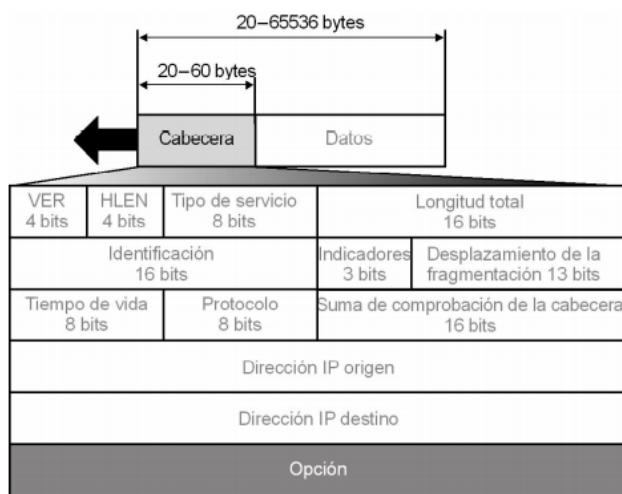 20–65536 bytes
20–60 bytes
Cabecera
Datos
VER
4 bits
HLEN
4 bits
Tipo de servicio
8 bits
Longitud total
16 bits
Identificación
16 bits
Indicadores
3 bits
Desplazamiento de la
fragmentación 13 bits
Tiempo de vida
8 bits
Protocolo
8 bits
Suma de comprobación de la cabecera
16 bits
Dirección IP origen
Dirección IP destino
Opción